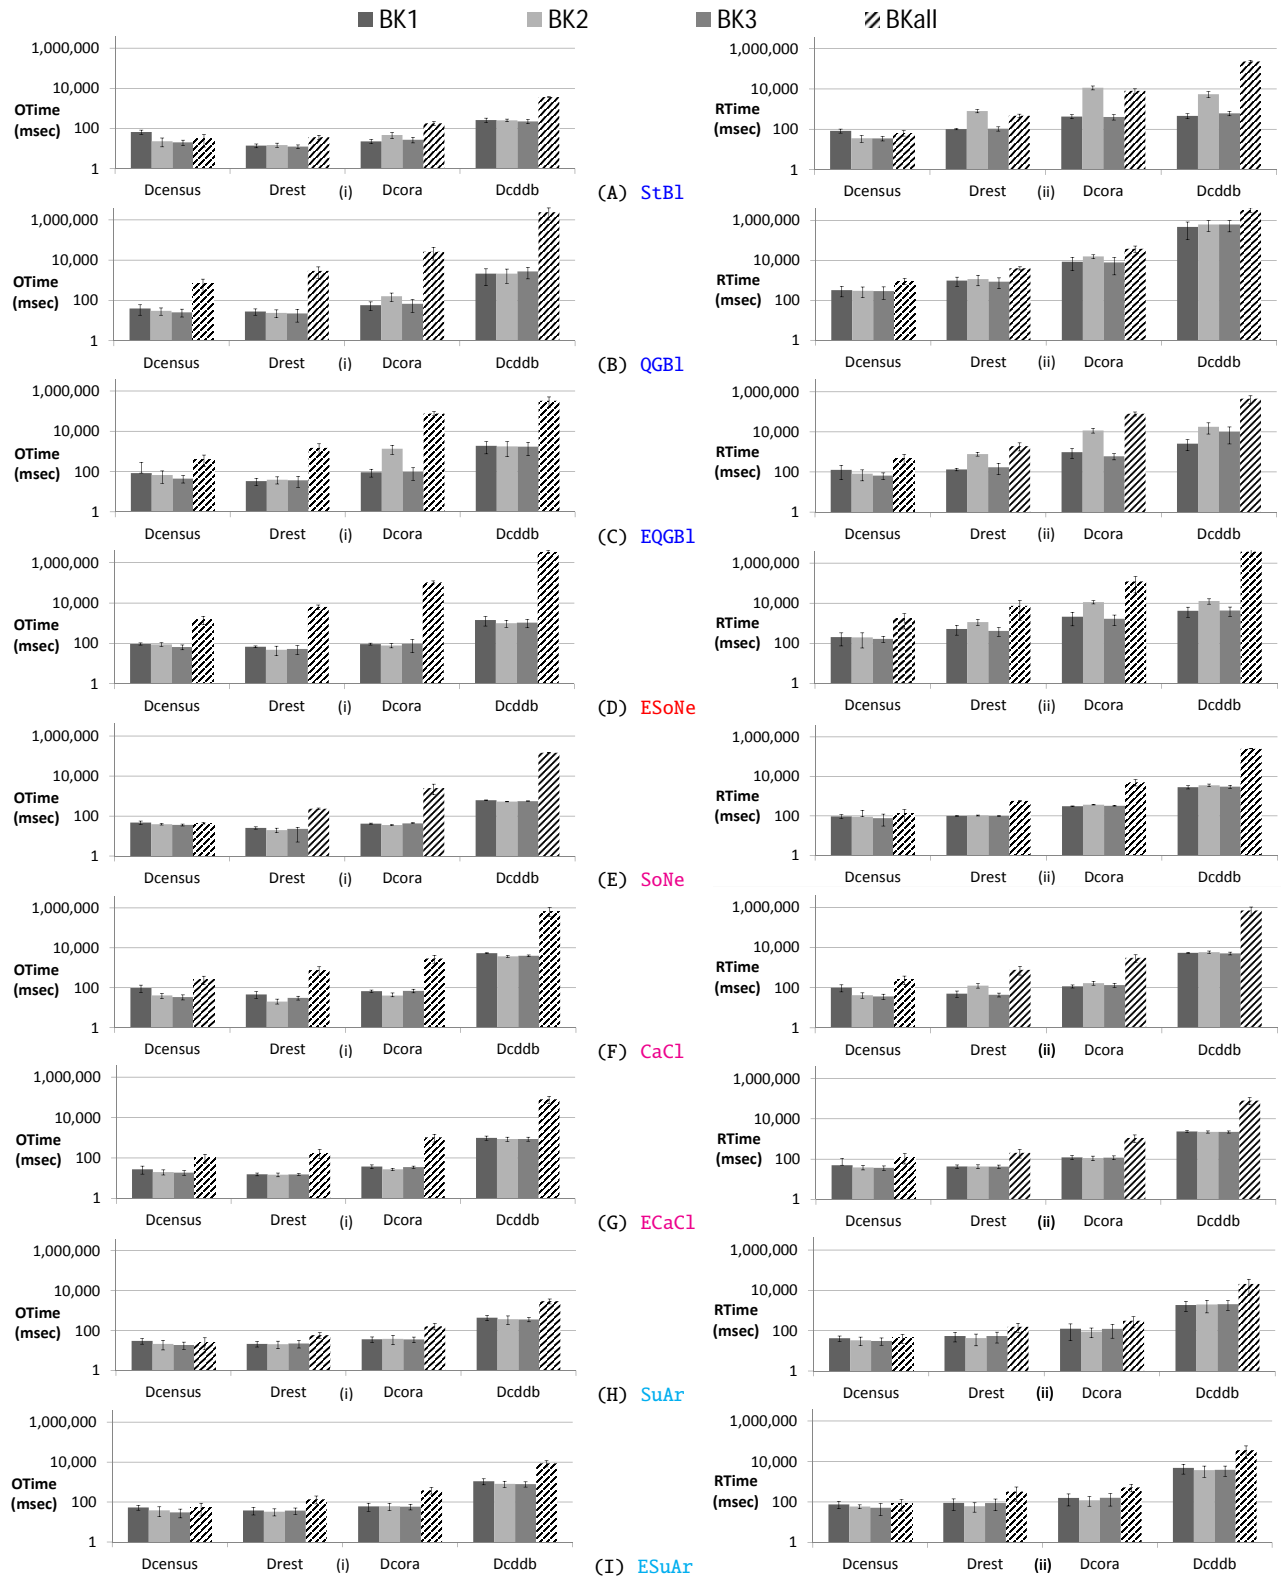 BK1 BK2 BK3 BKall
1,000,000 1,000,000
10,000 10,000
OTime (msec) RTime (msec)
100 100
1 1
Dcensus Drest (i) Dcora Dcddb Dcensus Drest (ii) Dcora Dcddb
(A) StBl
1,000,000 1,000,000
10,000 10,000
OTime (msec) RTime (msec)
100 100
1 1
Dcensus Drest (i) Dcora Dcddb Dcensus Drest (ii) Dcora Dcddb
(B) QGBl
1,000,000 1,000,000
10,000 10,000
OTime (msec) RTime (msec)
100 100
1 1
Dcensus Drest (i) Dcora Dcddb Dcensus Drest (ii) Dcora Dcddb
(C) EQGBl
1,000,000 1,000,000
10,000 10,000
OTime (msec) RTime (msec)
100 100
1 1
Dcensus Drest (i) Dcora Dcddb Dcensus Drest (ii) Dcora Dcddb
(D) ESoNe
1,000,000 1,000,000
10,000 10,000
OTime (msec) RTime (msec)
100 100
1 1
Dcensus Drest (i) Dcora Dcddb Dcensus Drest (ii) Dcora Dcddb
(E) SoNe
1,000,000 1,000,000
10,000 10,000
OTime (msec) RTime (msec)
100 100
1 1
Dcensus Drest (i) Dcora Dcddb Dcensus Drest (ii) Dcora Dcddb
(F) CaCl
1,000,000 1,000,000
10,000 10,000
OTime (msec) RTime (msec)
100 100
1 1
Dcensus Drest (i) Dcora Dcddb Dcensus Drest (ii) Dcora Dcddb
(G) ECaCl
1,000,000 1,000,000
10,000 10,000
OTime (msec) RTime (msec)
100 100
1 1
Dcensus Drest (i) Dcora Dcddb Dcensus Drest (ii) Dcora Dcddb
(H) SuAr
1,000,000 1,000,000
10,000 10,000
OTime (msec) RTime (msec)
100 100
1 1
Dcensus Drest (i) Dcora Dcddb Dcensus Drest (ii) Dcora Dcddb
(I) ESuAr